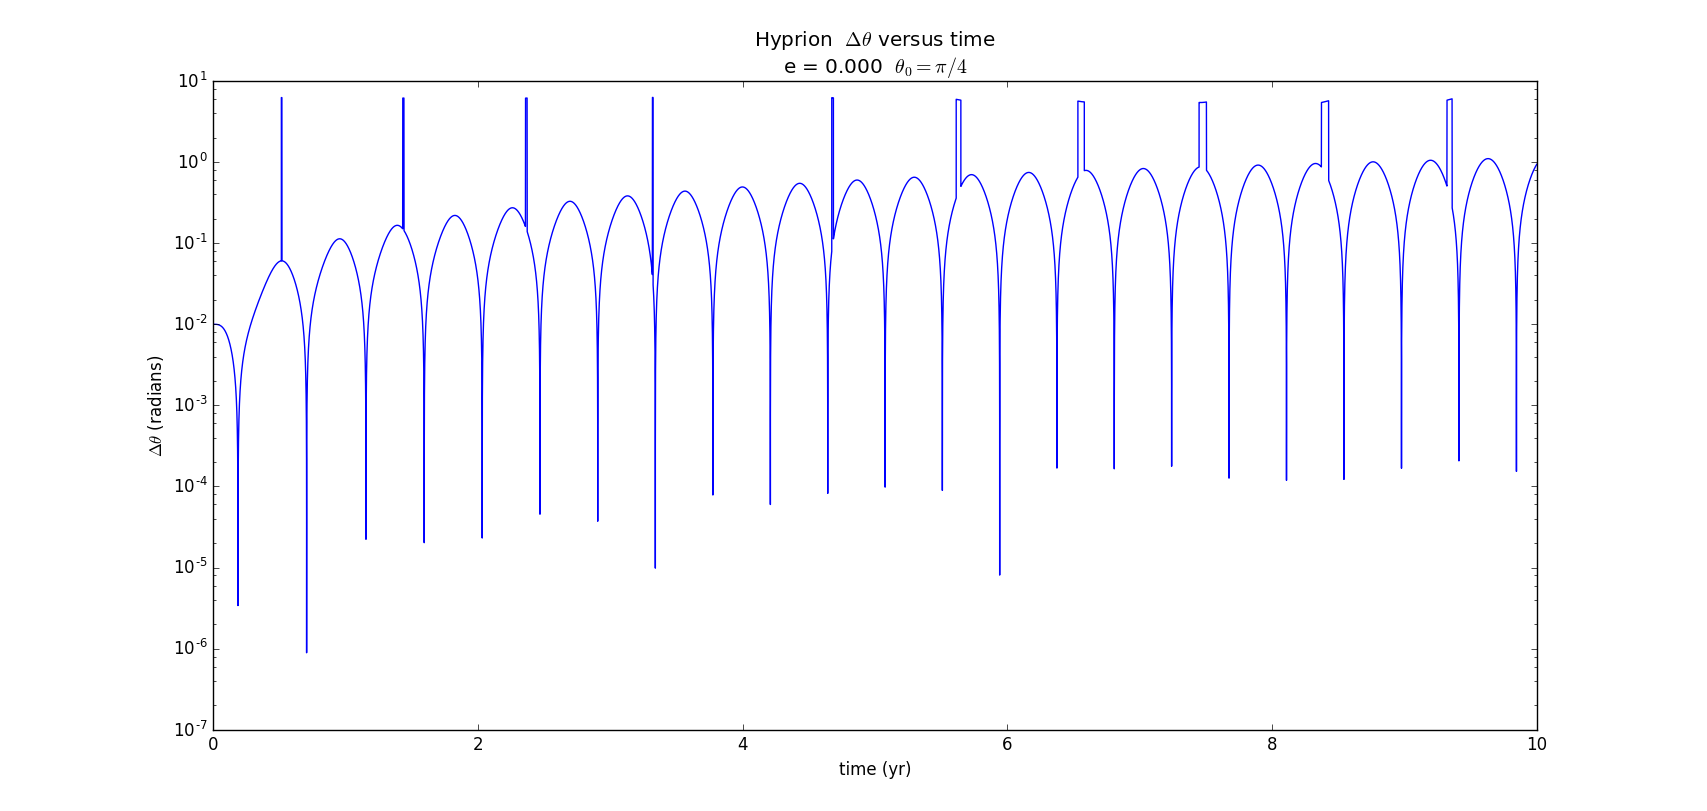 Hyprion Δθ versus time
e = 0.000 θ₀ = π/4
10¹
10⁰
10⁻¹
10⁻²
10⁻³
10⁻⁴
10⁻⁵
10⁻⁶
10⁻⁷
Δθ (radians)
0 2 4 6 8 10
time (yr)